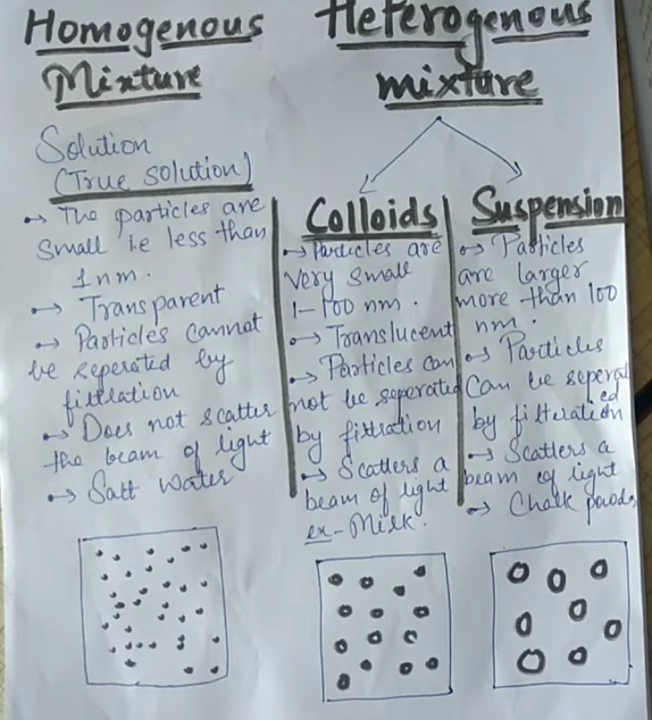 Homogenous
Mixture
Heterogenous
mixture
Solution
(True solution)
→ The particles are
small i.e less than
1nm.
→ Transparent
→ Particles cannot
be seperated by
filtration
→ Does not scatter
the beam of light
→ Salt water
Colloids
→ Particles are
very small
1-100 nm.
→ Translucent
→ Particles can
not be seperated
by filtration
→ Scatters a
beam of light
ex- Milk.
Suspension
→ Particles
are larger
more than 100
nm.
→ Particles
Can be seperat
ed
by filteration
→ Scatters a
beam of light
→ Chalk